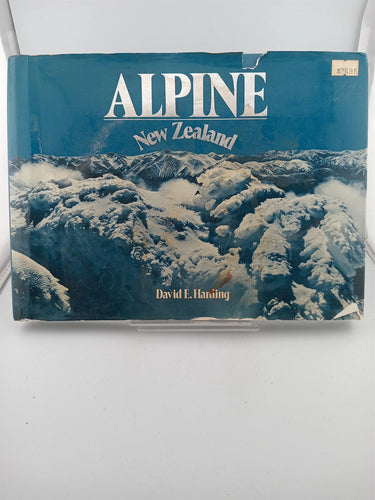 ALPINE
New Zealand
David E. Harding